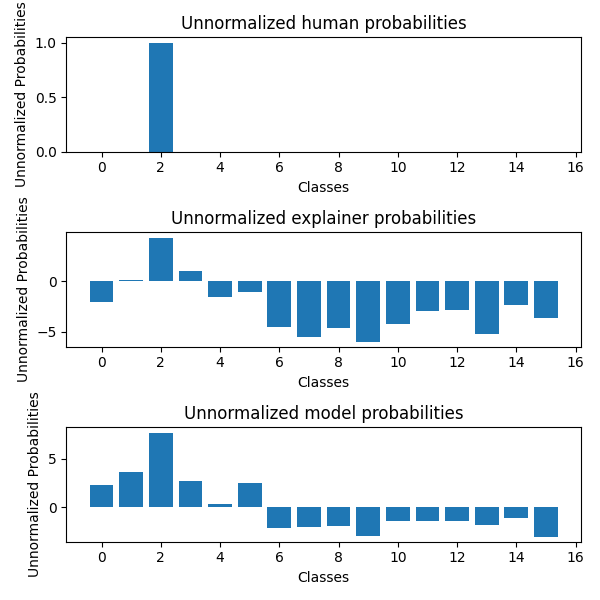 Unnormalized human probabilities
Unnormalized Probabilities
1.0
0.5
0.0
0 2 4 6 8 10 12 14 16
Classes
Unnormalized explainer probabilities
Unnormalized Probabilities
0
−5
0 2 4 6 8 10 12 14 16
Classes
Unnormalized model probabilities
Unnormalized Probabilities
5
0
0 2 4 6 8 10 12 14 16
Classes